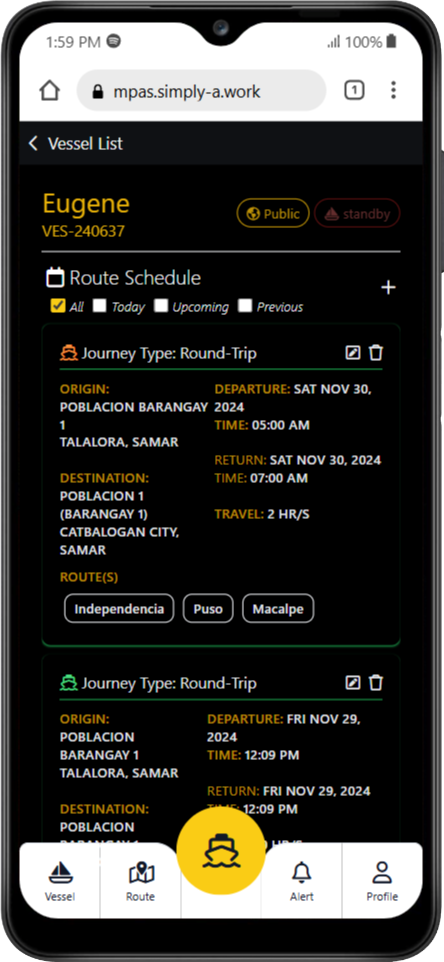 1:59 PM 100%
mpas.simply-a.work 1
Vessel List
Eugene
VES-240637
Public standby
Route Schedule
All Today Upcoming Previous
Journey Type: Round-Trip
ORIGIN:
POBLACION BARANGAY
1
TALALORA, SAMAR
DESTINATION:
POBLACION 1
(BARANGAY 1)
CATBALOGAN CITY,
SAMAR
DEPARTURE: SAT NOV 30,
2024
TIME: 05:00 AM
RETURN: SAT NOV 30, 2024
TIME: 07:00 AM
TRAVEL: 2 HR/S
ROUTE(S)
Independencia Puso Macalpe
Journey Type: Round-Trip
ORIGIN:
POBLACION
BARANGAY 1
TALALORA, SAMAR
DESTINATION:
POBLACION
BARANGAY 1
DEPARTURE: FRI NOV 29,
2024
TIME: 12:09 PM
RETURN: FRI NOV 29, 2024
TIME: 12:09 PM
HR/S
Vessel Route Alert Profile